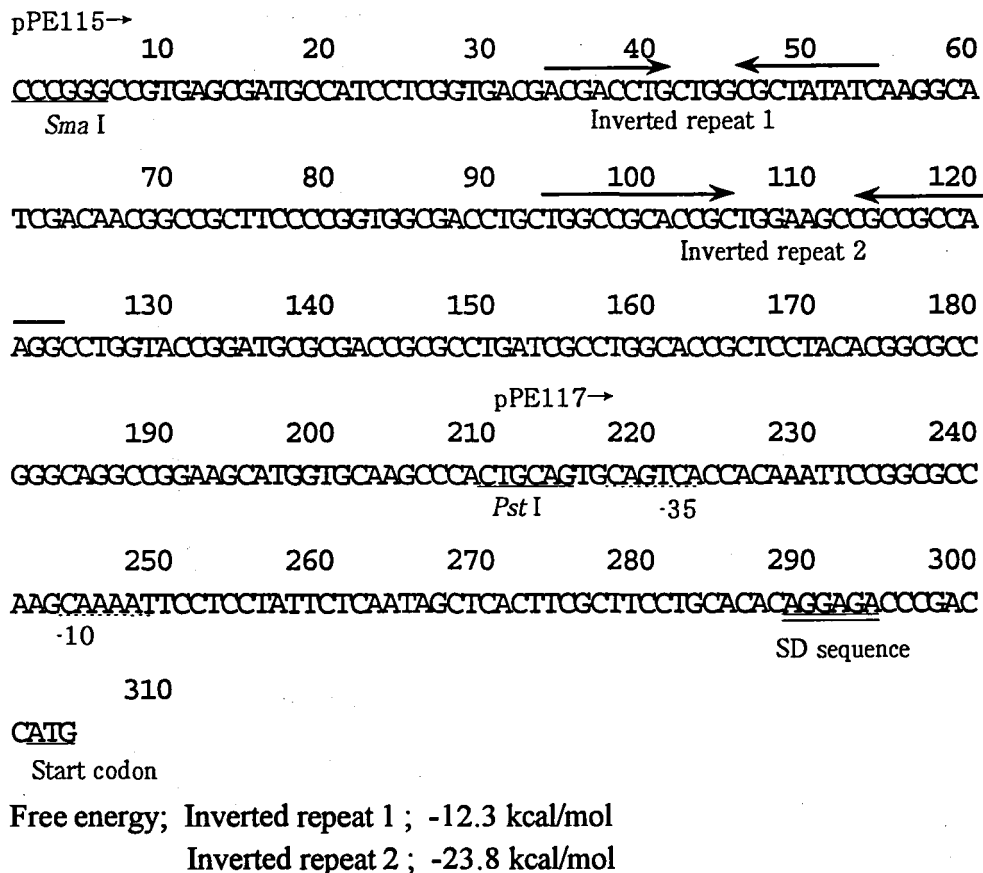 pPE115→
10 20 30 40 50 60
CCCGGGCCGTGAGCGATGCCATCCTCGGTGACGACGACCTGCTGGCGCTATATCAAGGCA
Sma I Inverted repeat 1
70 80 90 100 110 120
TCGACAACGGCCGCTTCCCCGGTGGCGACCTGCTGGCCGCACCGCTGGAAGCCGCCGCCA
Inverted repeat 2
130 140 150 160 170 180
AGGCCTGGTACCGGATGCGCGACCGCGCCTGATCGCCTGGCACCGCTCCTACACGGCGCC
pPE117→
190 200 210 220 230 240
GGGCAGGCCGGAAGCATGGTGCAAGCCCACTGCAGTGCAGTCACCACAAATTCCGGCGCC
Pst I -35
250 260 270 280 290 300
AAGCAAAATTCCTCCTATTCTCAATAGCTCACTTCGCTTCCTGCACACAGGAGACCCGAC
-10 SD sequence
310
CATG
Start codon
Free energy; Inverted repeat 1 ; -12.3 kcal/mol
Inverted repeat 2 ; -23.8 kcal/mol